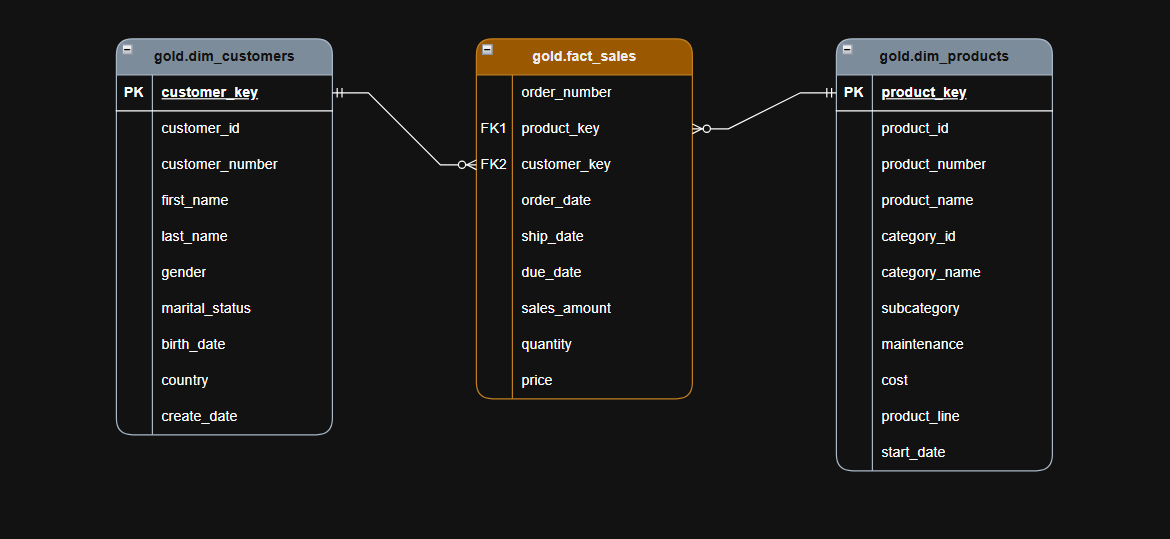 gold.dim_customers
PK customer_key
customer_id
customer_number
first_name
last_name
gender
marital_status
birth_date
country
create_date
gold.fact_sales
order_number
FK1 product_key
FK2 customer_key
order_date
ship_date
due_date
sales_amount
quantity
price
gold.dim_products
PK product_key
product_id
product_number
product_name
category_id
category_name
subcategory
maintenance
cost
product_line
start_date